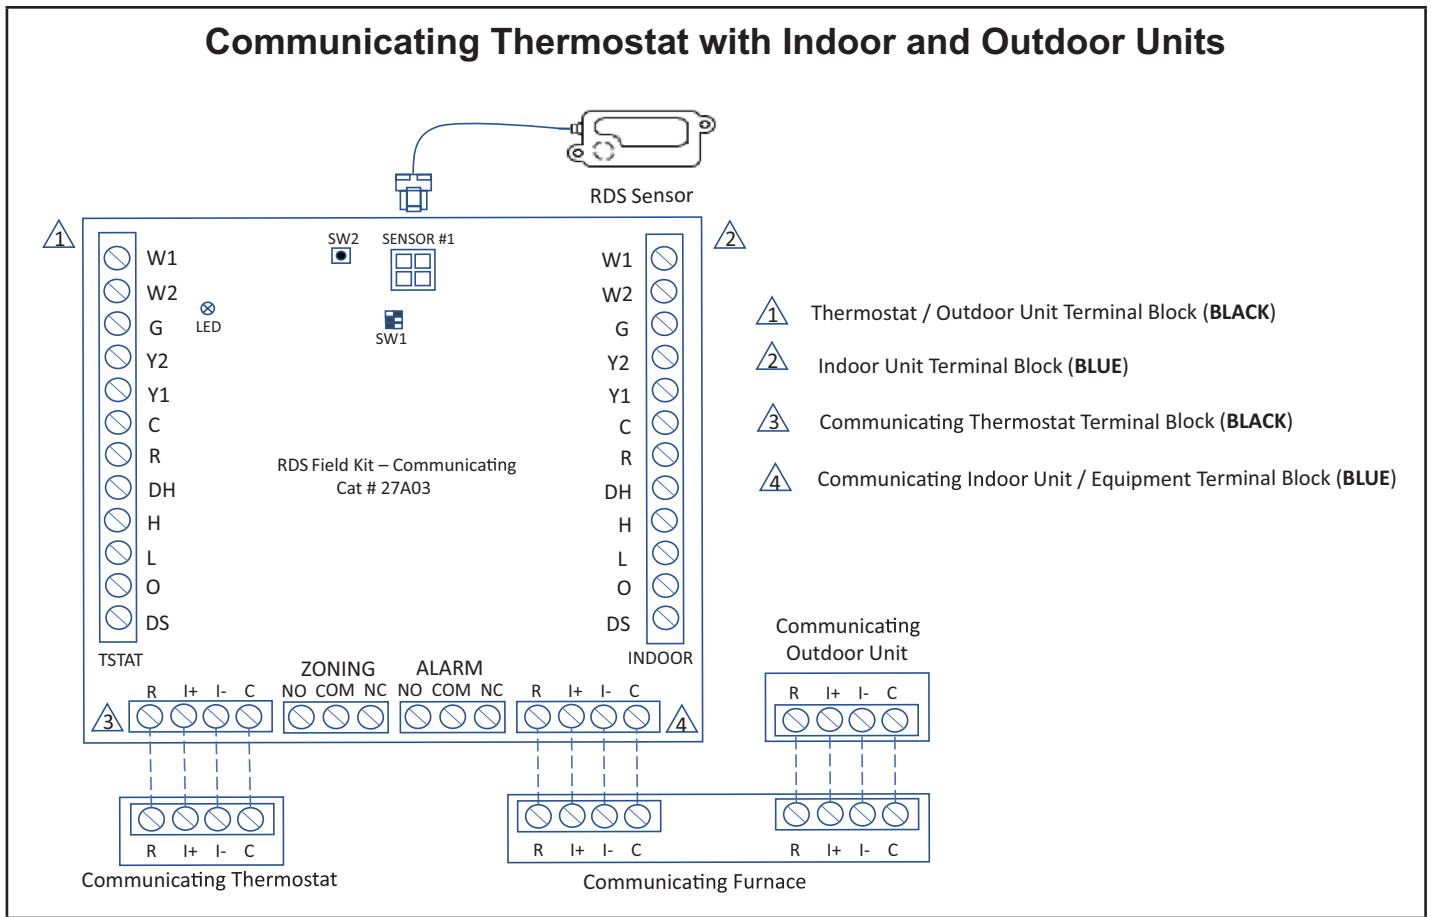 Communicating Thermostat with Indoor and Outdoor Units
RDS Sensor
1
2
SW2
SENSOR #1
LED
SW1
W1
W2
G
Y2
Y1
C
R
DH
H
L
O
DS
TSTAT
RDS Field Kit – Communicating
Cat # 27A03
W1
W2
G
Y2
Y1
C
R
DH
H
L
O
DS
INDOOR
1 Thermostat / Outdoor Unit Terminal Block (BLACK)
2 Indoor Unit Terminal Block (BLUE)
3 Communicating Thermostat Terminal Block (BLACK)
4 Communicating Indoor Unit / Equipment Terminal Block (BLUE)
3
R I+ I- C
ZONING
NO COM NC
ALARM
NO COM NC
R I+ I- C
4
Communicating
Outdoor Unit
R I+ I- C
R I+ I- C
Communicating Thermostat
R I+ I- C
R I+ I- C
Communicating Furnace